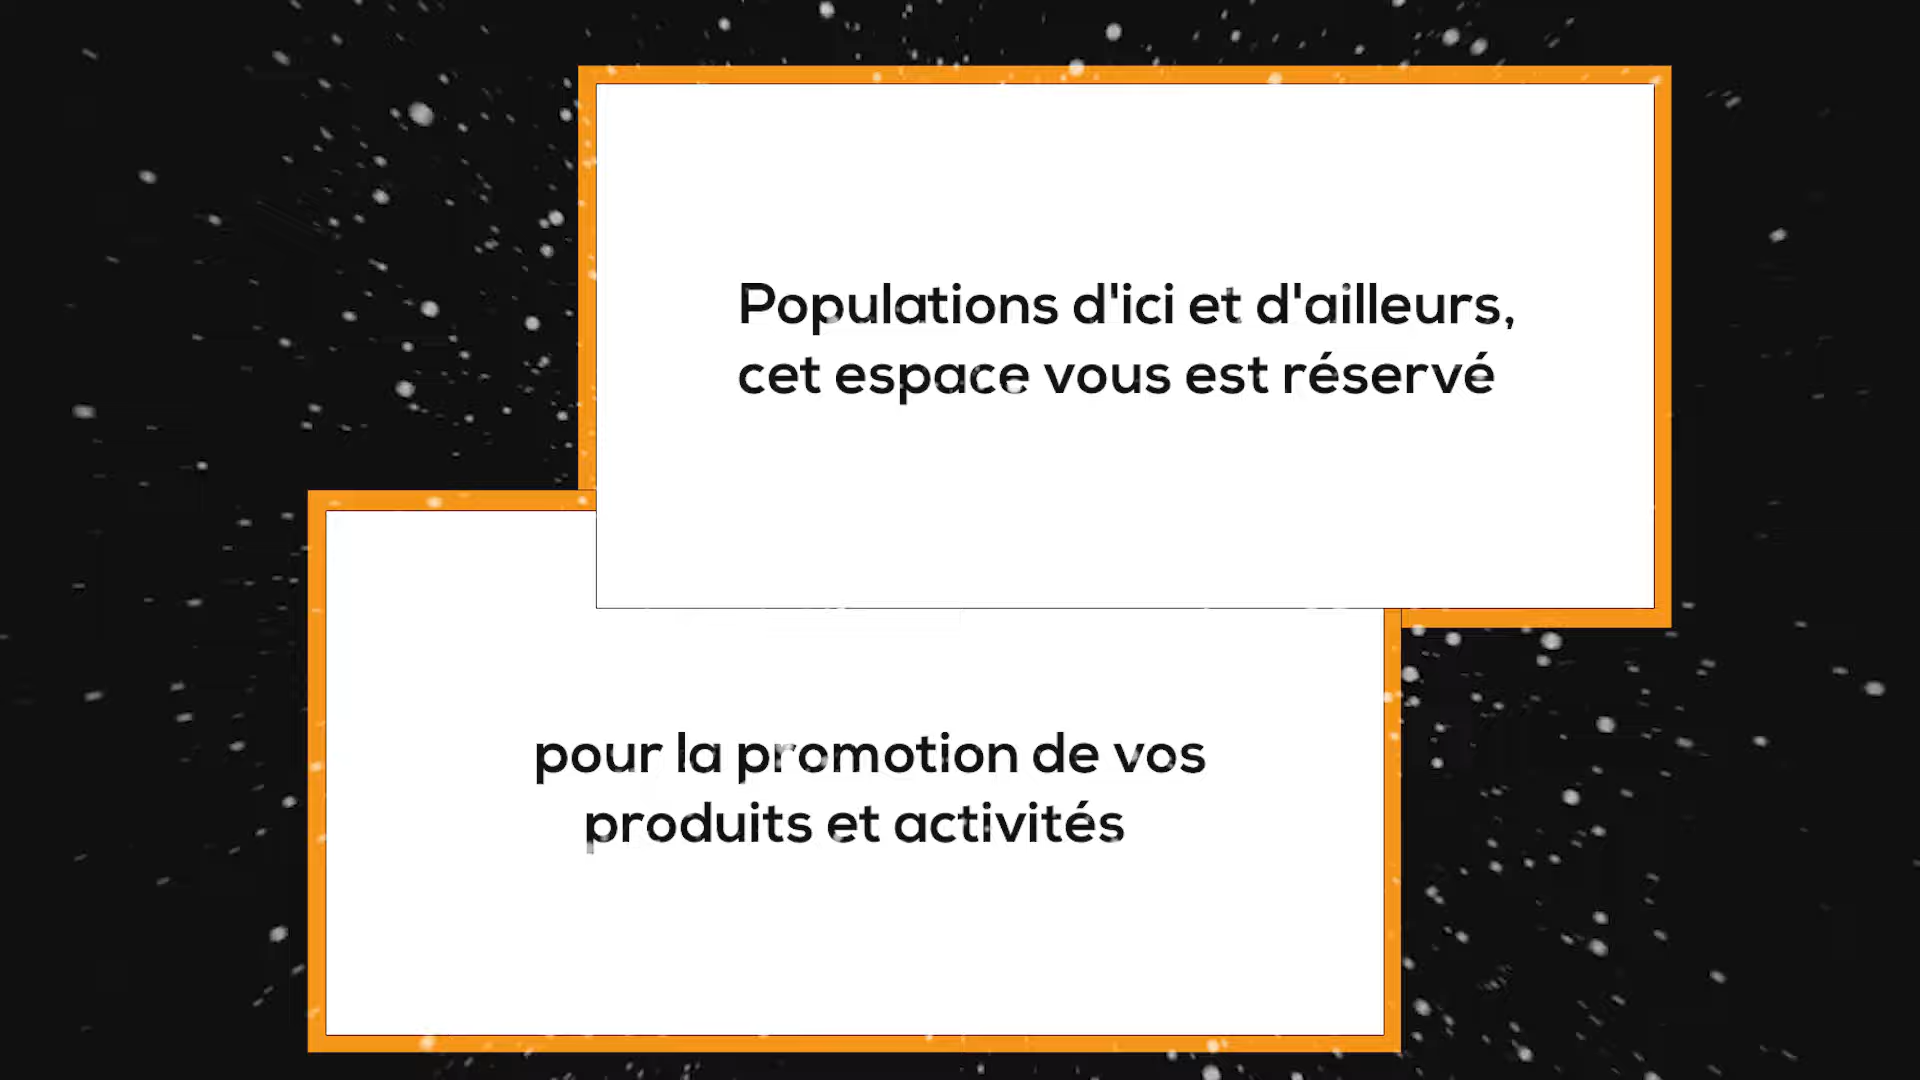 Populations d'ici et d'ailleurs,
cet espace vous est réservé
pour la promotion de vos
produits et activités